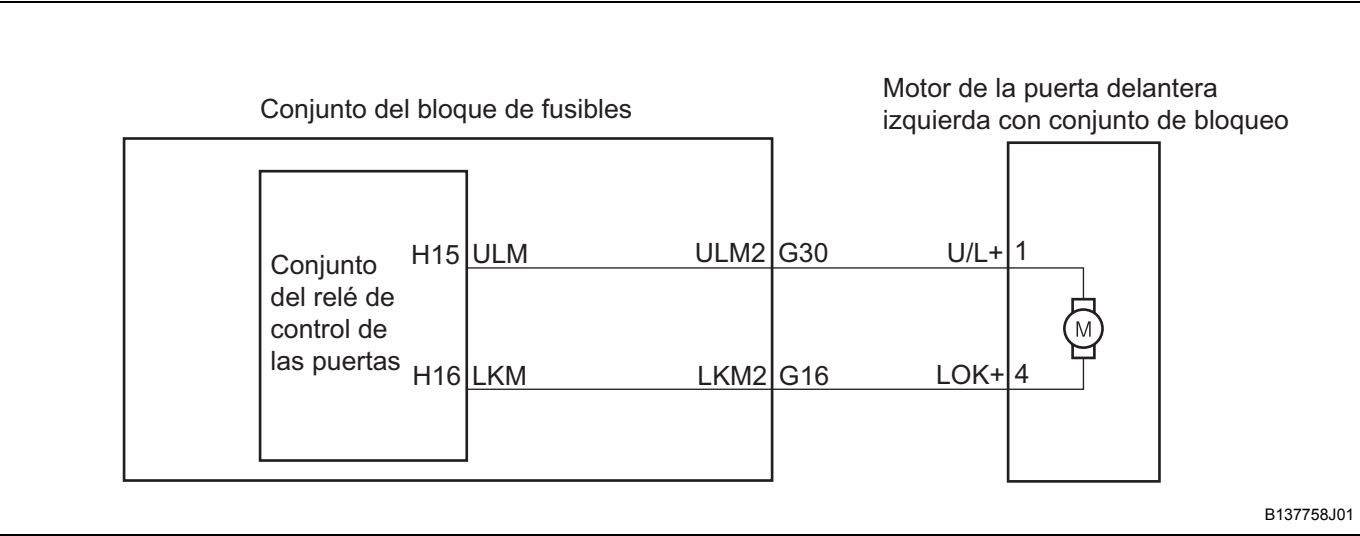 Conjunto del bloque de fusibles
Motor de la puerta delantera
izquierda con conjunto de bloqueo
Conjunto
del relé de
control de
las puertas
H15 ULM ULM2 G30 U/L+ 1
M
H16 LKM LKM2 G16 LOK+ 4
B137758J01